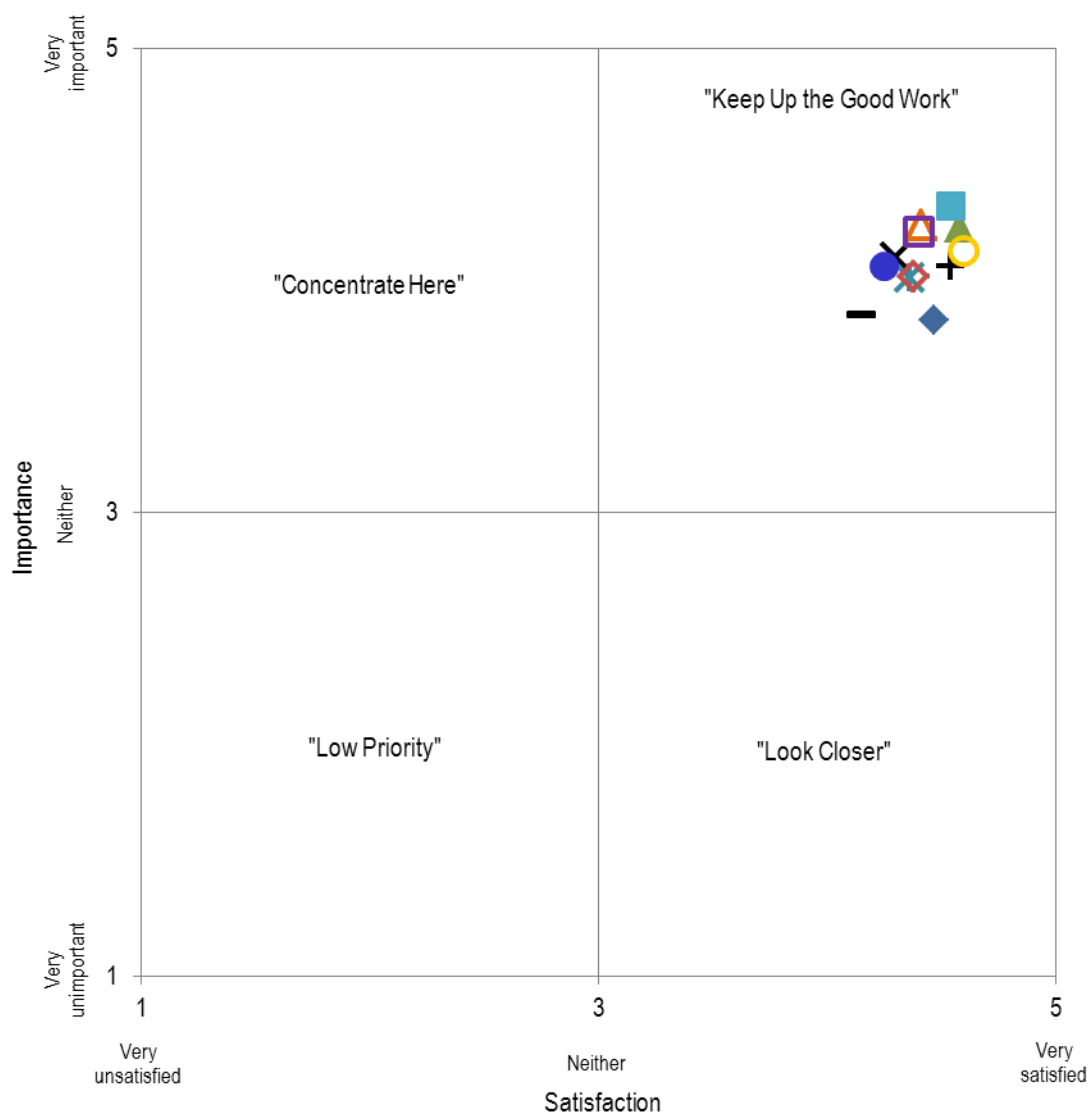 Very
important
5
"Keep Up the Good Work"
"Concentrate Here"
Importance
Neither
3
"Low Priority"
"Look Closer"
Very
unimportant
1
1
3
5
Very
unsatisfied
Neither
Very
satisfied
Satisfaction